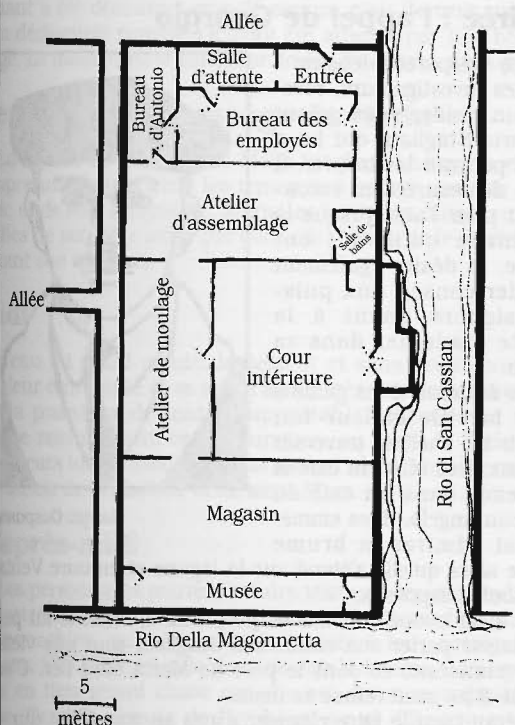 Allée
Salle
d'attente
Entrée
Bureau
d'Antonio
Bureau des
employés
Atelier
d'assemblage
Salle de
bains
Allée
Atelier de moulage
Cour
intérieure
Rio di San Cassian
Magasin
Musée
Rio Della Magonnetta
5
mètres